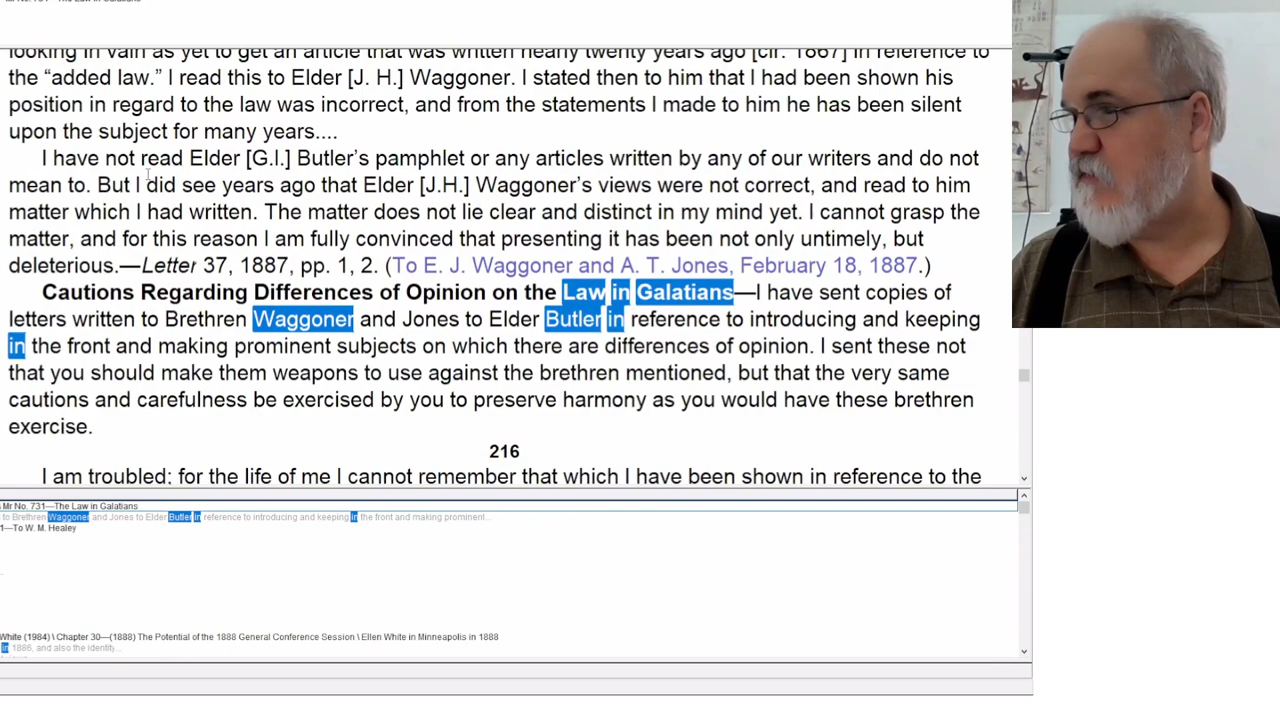 Mr No. 731—The Law in Galatians
looking in vain as yet to get an article that was written nearly twenty years ago [cir. 1867] in reference to
the “added law.” I read this to Elder [J. H.] Waggoner. I stated then to him that I had been shown his
position in regard to the law was incorrect, and from the statements I made to him he has been silent
upon the subject for many years....
I have not read Elder [G.I.] Butler’s pamphlet or any articles written by any of our writers and do not
mean to. But I did see years ago that Elder [J.H.] Waggoner’s views were not correct, and read to him
matter which I had written. The matter does not lie clear and distinct in my mind yet. I cannot grasp the
matter, and for this reason I am fully convinced that presenting it has been not only untimely, but
deleterious.—Letter 37, 1887, pp. 1, 2. (To E. J. Waggoner and A. T. Jones, February 18, 1887.)
Cautions Regarding Differences of Opinion on the Law in Galatians—I have sent copies of
letters written to Brethren Waggoner and Jones to Elder Butler in reference to introducing and keeping
in the front and making prominent subjects on which there are differences of opinion. I sent these not
that you should make them weapons to use against the brethren mentioned, but that the very same
cautions and carefulness be exercised by you to preserve harmony as you would have these brethren
exercise.
216
I am troubled; for the life of me I cannot remember that which I have been shown in reference to the
Mr No. 731—The Law in Galatians
to Brethren Waggoner and Jones to Elder Butler in reference to introducing and keeping in the front and making prominent...
1—To W. M. Healey
White (1984) \ Chapter 30—(1888) The Potential of the 1888 General Conference Session \ Ellen White in Minneapolis in 1888
in 1886, and also the identity...